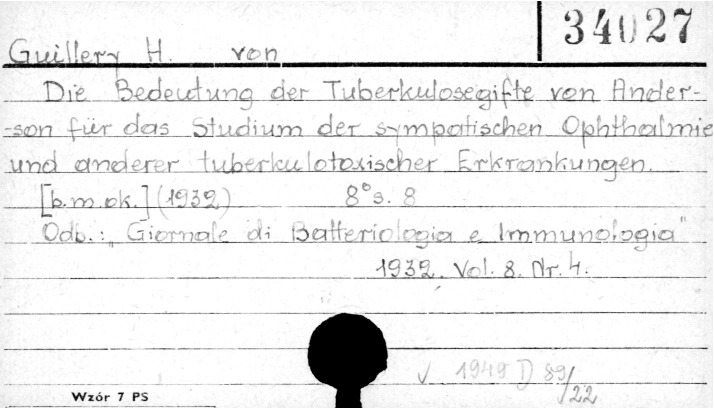 34027
Guillery H. von
Die Bedeutung der Tuberkulosegifte von Ander-
-son für das Studium der sympatischen Ophthalmie
und anderer tuberkulotoxischer Erkrankungen.
[b.m.ok.] (1932) 8° s. 8
Odb.: „Giornale di Batteriologia e Immunologia"
1932. Vol. 8. Nr. 4.
√ 1949 D 89/22
Wzór 7 PS